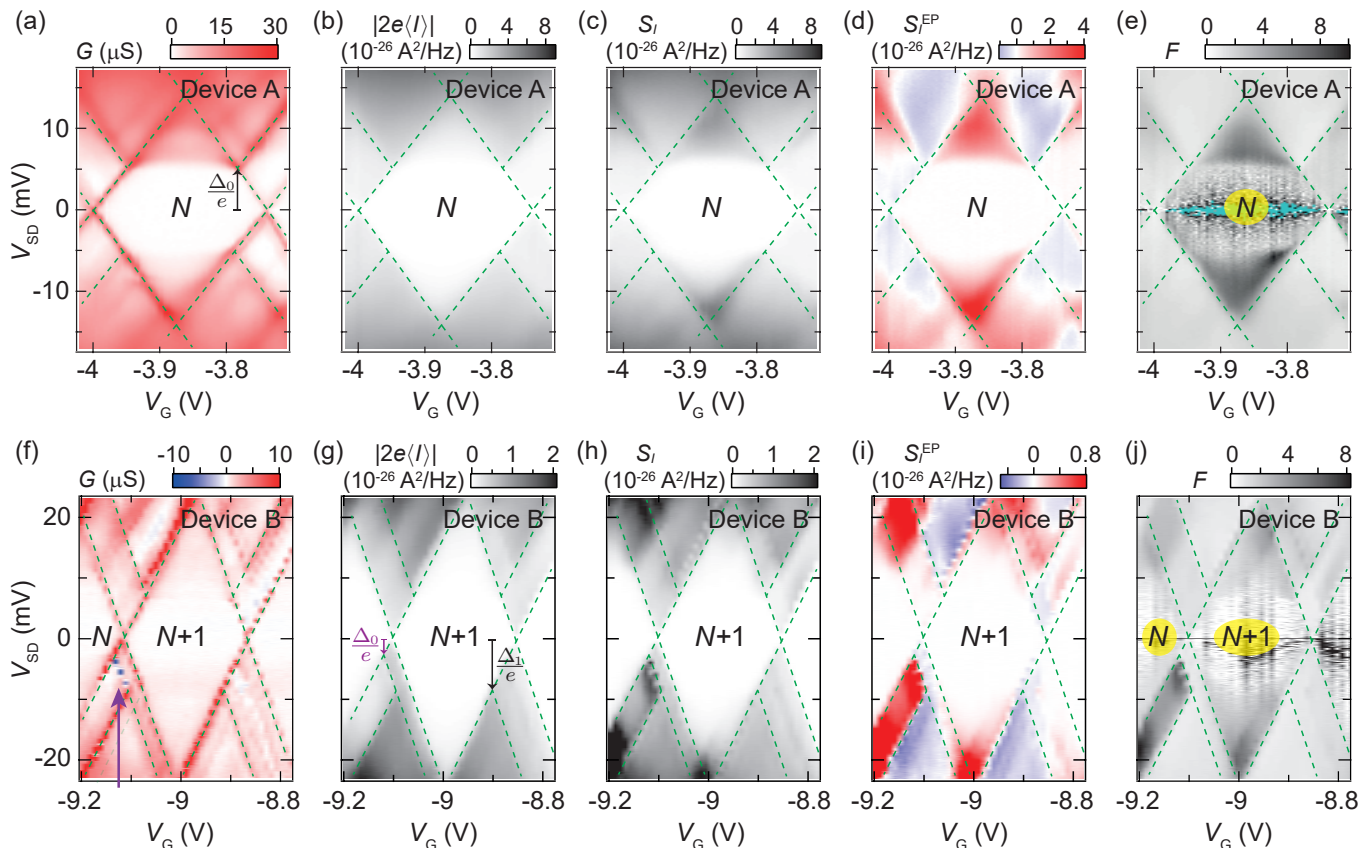 (a)
G (μS)
0 30
Device A
Δ₀
e
N
10
0
-10
V_SD (mV)
-4 -3.9 -3.8
V_G (V)
(b) |2e⟨I⟩|
(10⁻²⁶ A²/Hz)
0 4 8
Device A
N
-4 -3.9 -3.8
V_G (V)
(c) S_I
(10⁻²⁶ A²/Hz)
0 4 8
Device A
N
-4 -3.9 -3.8
V_G (V)
(d) S_I^EP
(10⁻²⁶ A²/Hz)
0 4
Device A
N
-4 -3.9 -3.8
V_G (V)
(e)
F
0 4 8
Device A
N
-4 -3.9 -3.8
V_G (V)
(f)
G (μS)
-10 0 10
Device B
N N+1
20
0
-20
V_SD (mV)
-9.2 -9 -8.8
V_G (V)
(g) |2e⟨I⟩|
(10⁻²⁶ A²/Hz)
0 1 2
Device B
Δ₀
e
N+1
Δ₁
e
-9.2 -9 -8.8
V_G (V)
(h) S_I
(10⁻²⁶ A²/Hz)
0 1 2
Device B
N+1
-9.2 -9 -8.8
V_G (V)
(i) S_I^EP
(10⁻²⁶ A²/Hz)
0 0.8
Device B
N+1
-9.2 -9 -8.8
V_G (V)
(j)
F
0 4 8
Device B
N N+1
-9.2 -9 -8.8
V_G (V)